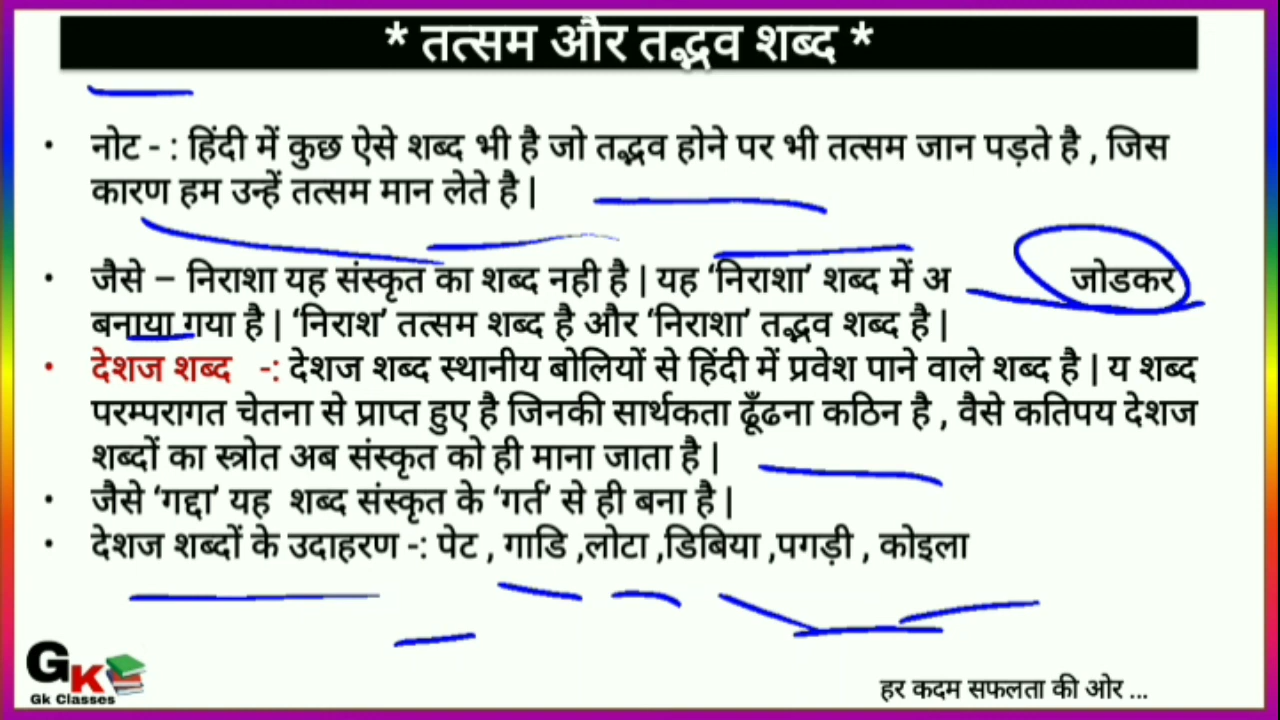 * तत्सम और तद्भव शब्द *
• नोट - : हिंदी में कुछ ऐसे शब्द भी है जो तद्भव होने पर भी तत्सम जान पड़ते है , जिस
कारण हम उन्हें तत्सम मान लेते है |
• जैसे – निराशा यह संस्कृत का शब्द नही है | यह ‘निराशा’ शब्द में अ जोडकर
बनाया गया है | ‘निराश’ तत्सम शब्द है और ‘निराशा’ तद्भव शब्द है |
• देशज शब्द -: देशज शब्द स्थानीय बोलियों से हिंदी में प्रवेश पाने वाले शब्द है | य शब्द
परम्परागत चेतना से प्राप्त हुए है जिनकी सार्थकता ढूँढना कठिन है , वैसे कतिपय देशज
शब्दों का स्त्रोत अब संस्कृत को ही माना जाता है |
• जैसे ‘गद्दा’ यह शब्द संस्कृत के ‘गर्त’ से ही बना है |
• देशज शब्दों के उदाहरण -: पेट , गाडि ,लोटा ,डिबिया ,पगड़ी , कोइला
GK
Gk Classes
हर कदम सफलता की ओर ...